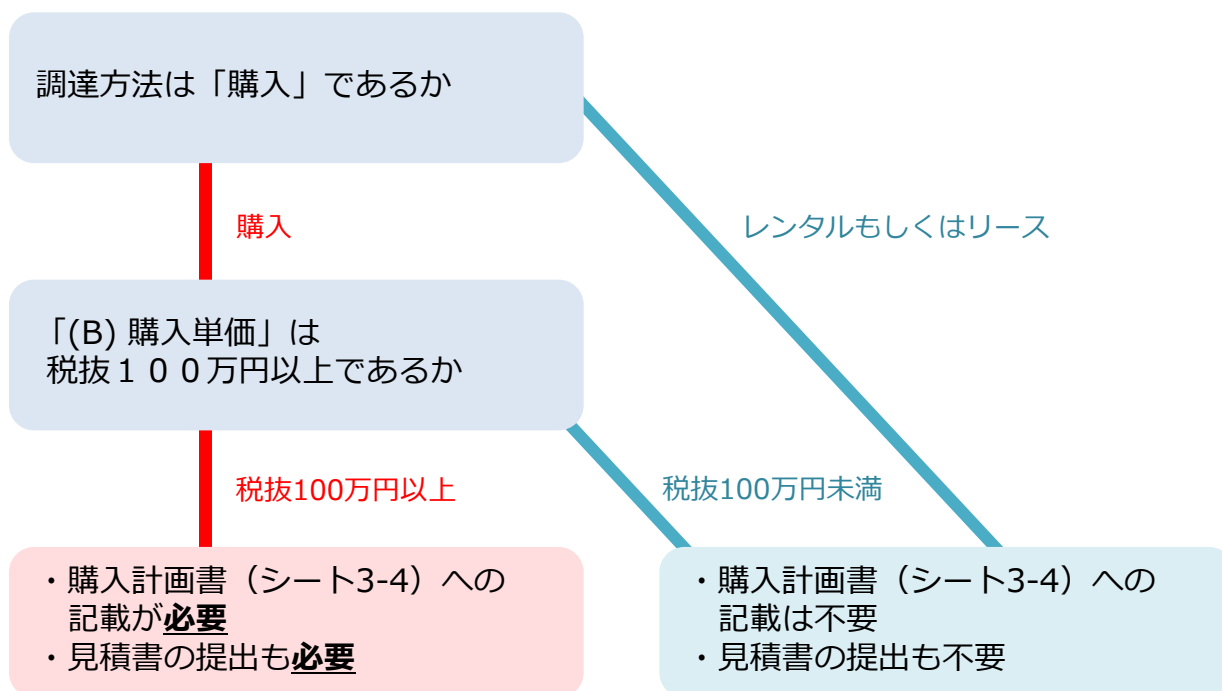 調達方法は「購入」であるか
購入
レンタルもしくはリース
「(B) 購入単価」は
税抜１００万円以上であるか
税抜100万円以上
税抜100万円未満
・購入計画書（シート3-4）への
記載が必要
・見積書の提出も必要
・購入計画書（シート3-4）への
記載は不要
・見積書の提出も不要